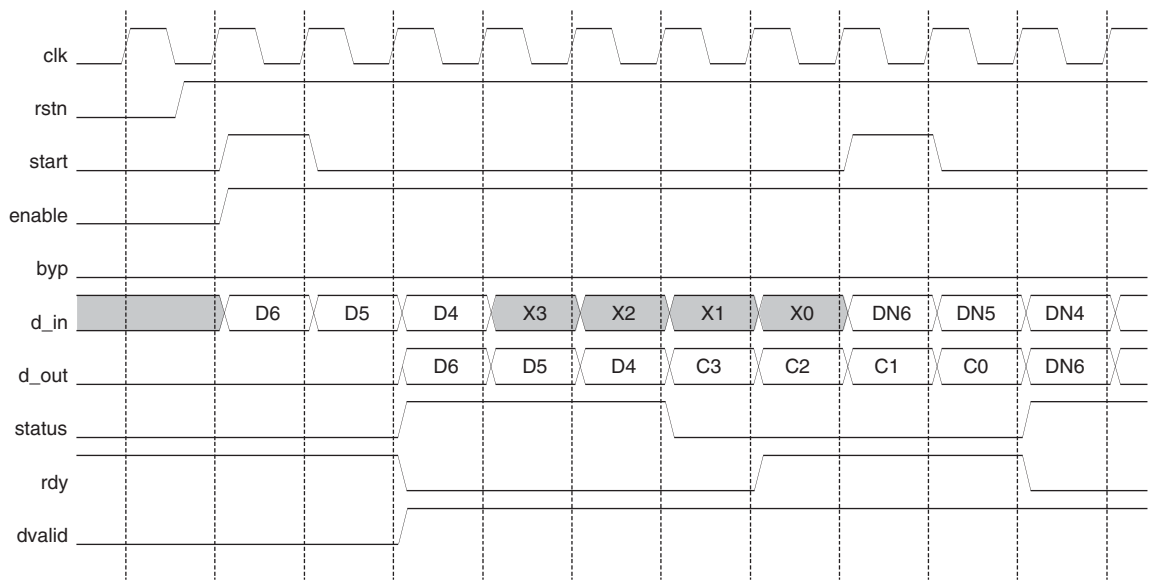 clk
rstn
start
enable
byp
d_in D6 D5 D4 X3 X2 X1 X0 DN6 DN5 DN4
d_out D6 D5 D4 C3 C2 C1 C0 DN6
status
rdy
dvalid